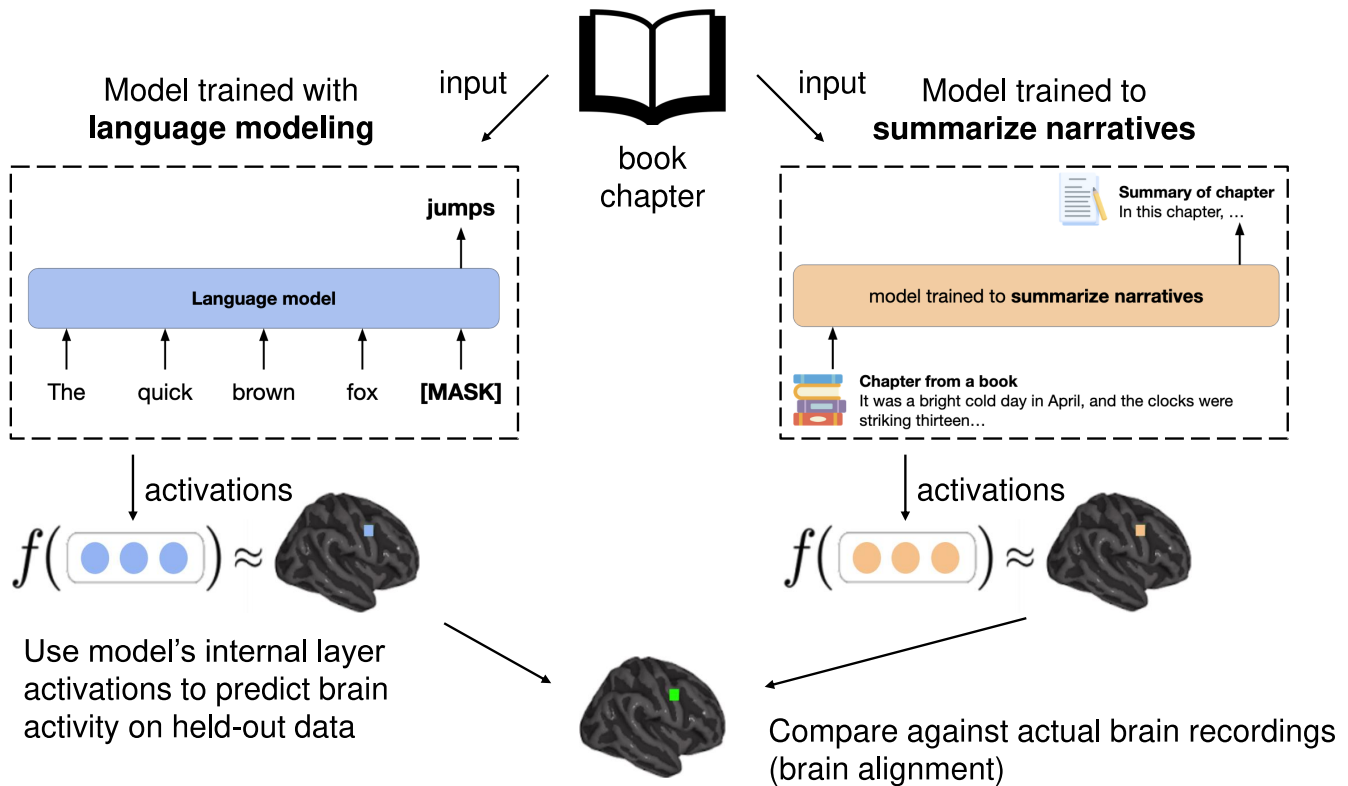 Model trained with
language modeling
input
book
chapter
input
Model trained to
summarize narratives
jumps
Language model
The quick brown fox [MASK]
Summary of chapter
In this chapter, …
model trained to summarize narratives
Chapter from a book
It was a bright cold day in April, and the clocks were
striking thirteen…
activations
f( ) ≈
activations
f( ) ≈
Use model’s internal layer
activations to predict brain
activity on held-out data
Compare against actual brain recordings
(brain alignment)